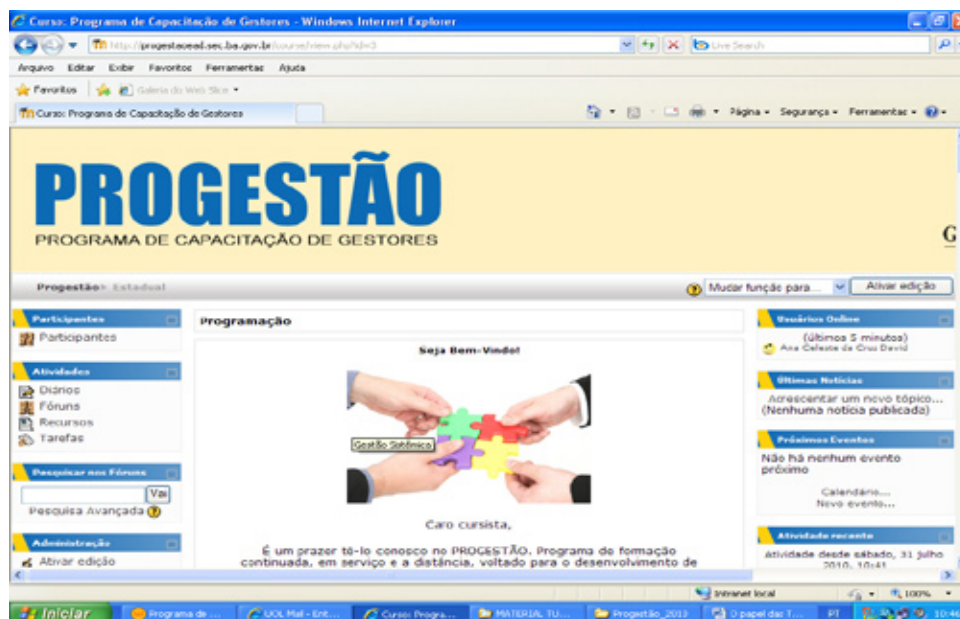 Curso: Programa de Capacitação de Gestores - Windows Internet Explorer
http://progestaoead.sec.ba.gov.br/course/view.php?id=3
Live Search
Arquivo Editar Exibir Favoritos Ferramentas Ajuda
Favoritos Galeria do Web Slice
Curso: Programa de Capacitação de Gestores
Página Segurança Ferramentas
PROGESTÃO
PROGRAMA DE CAPACITAÇÃO DE GESTORES
G
Progestão Estadual
Mudar função para...
Ativar edição
Participantes
Participantes
Atividades
Diários
Fóruns
Recursos
Tarefas
Pesquisar nos Fóruns
Vai
Pesquisa Avançada
Administração
Ativar edição
Programação
Seja Bem-Vindo!
Gestão
Caro cursista,
É um prazer tê-lo conosco no PROGESTÃO. Programa de formação
continuada, em serviço e a distância, voltado para o desenvolvimento de
Usuários Online
(últimos 5 minutos)
Ana Celeste da Cruz David
Últimas Notícias
Acrescentar um novo tópico...
(Nenhuma notícia publicada)
Próximos Eventos
Não há nenhum evento
próximo
Calendário...
Novo evento...
Atividade recente
Atividade desde sábado, 31 julho
2010, 10:41
Intranet local
100%
Iniciar
Programa de ...
UOL Mail - Ent...
Curso: Progra...
MATERIAL TU...
Progestão_2010
O papel das T...
PT
10:46